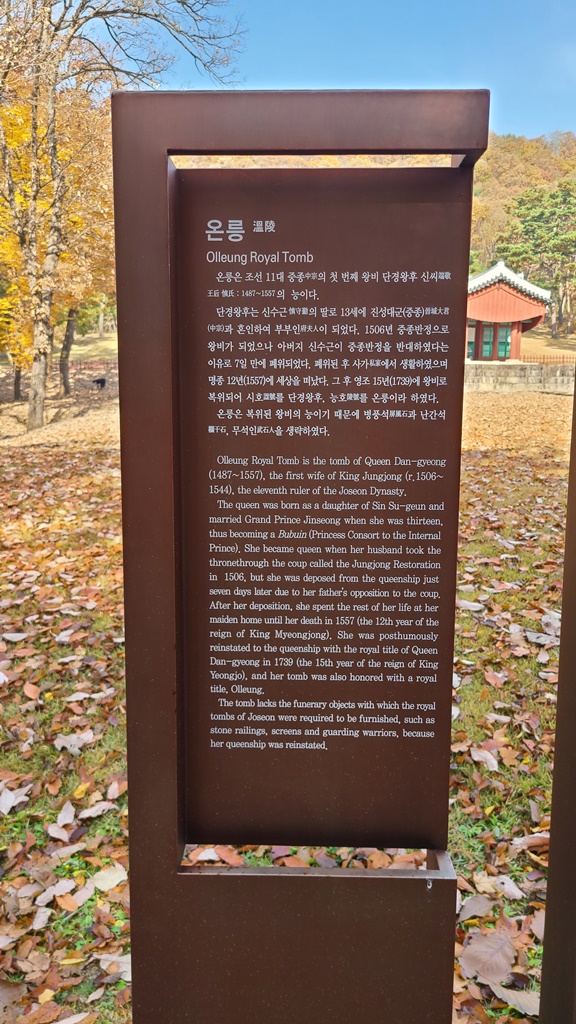 온릉 溫陵
Olleung Royal Tomb
온릉은 조선 11대 중종中宗의 첫 번째 왕비 단경왕후 신씨端敬
王后 愼氏 : 1487~1557의 능이다.
단경왕후는 신수근愼守勤의 딸로 13세에 진성대군(중종)晉城大君
(中宗)과 혼인하여 부부인府夫人이 되었다. 1506년 중종반정으로
왕비가 되었으나 아버지 신수근이 중종반정을 반대하였다는
이유로 7일 만에 폐위되었다. 폐위된 후 사가私家에서 생활하였으며
명종 12년(1557)에 세상을 떠났다. 그 후 영조 15년(1739)에 왕비로
복위되어 시호諡號를 단경왕후, 능호陵號를 온릉이라 하였다.
온릉은 복위된 왕비의 능이기 때문에 병풍석屛風石과 난간석
欄干石, 무석인武石人을 생략하였다.
Olleung Royal Tomb is the tomb of Queen Dan-gyeong
(1487~1557), the first wife of King Jungjong (r.1506~
1544), the eleventh ruler of the Joseon Dynasty.
The queen was born as a daughter of Sin Su-geun and
married Grand Prince Jinseong when she was thirteen,
thus becoming a Bubuin (Princess Consort to the Internal
Prince). She became queen when her husband took the
thronethrough the coup called the Jungjong Restoration
in 1506, but she was deposed from the queenship just
seven days later due to her father's opposition to the coup.
After her deposition, she spent the rest of her life at her
maiden home until her death in 1557 (the 12th year of the
reign of King Myeongjong). She was posthumously
reinstated to the queenship with the royal title of Queen
Dan-gyeong in 1739 (the 15th year of the reign of King
Yeongjo), and her tomb was also honored with a royal
title, Olleung.
The tomb lacks the funerary objects with which the royal
tombs of Joseon were required to be furnished, such as
stone railings, screens and guarding warriors, because
her queenship was reinstated.